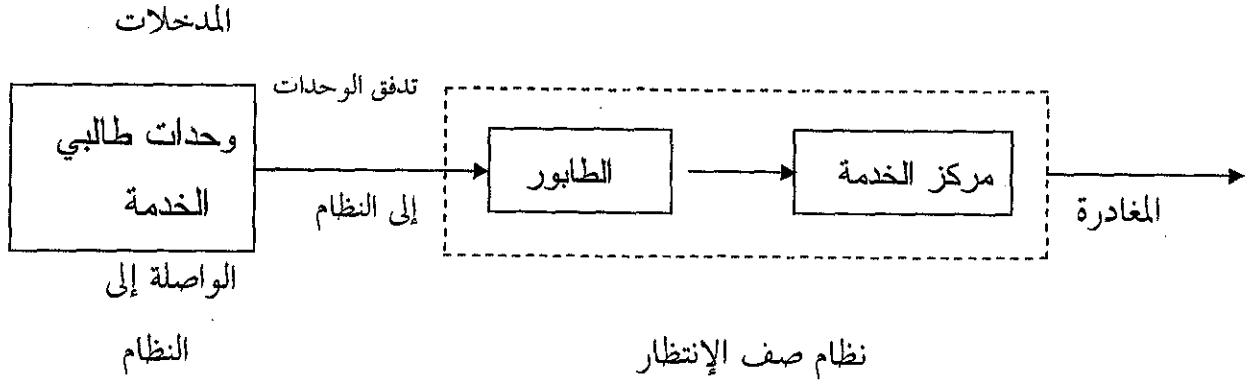 المدخلات
وحدات طالبي
الخدمة
الواصلة إلى
النظام
تدفق الوحدات
إلى النظام
الطابور
مركز الخدمة
المغادرة
نظام صف الإنتظار